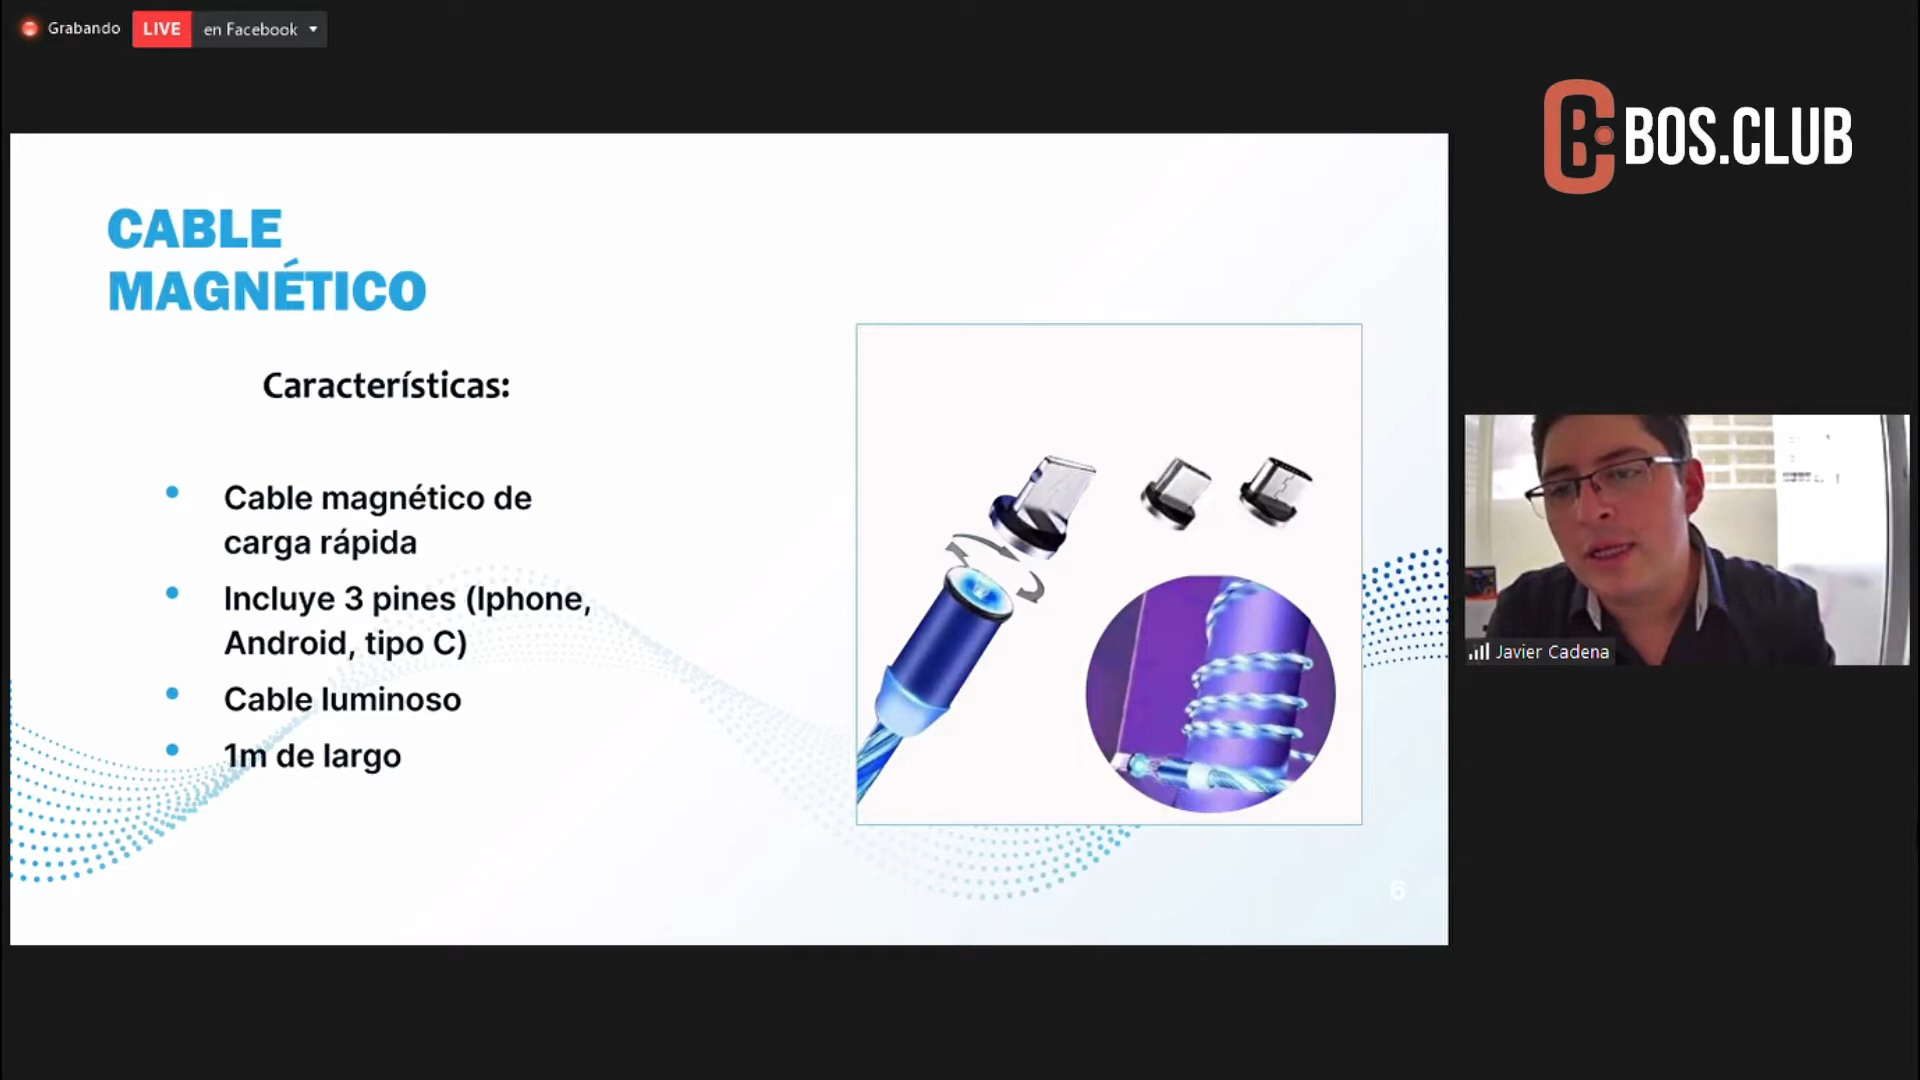 Grabando
LIVE
en Facebook
BOS.CLUB
CABLE
MAGNÉTICO
Características:
Cable magnético de
carga rápida
Incluye 3 pines (Iphone,
Android, tipo C)
Cable luminoso
1m de largo
6
Javier Cadena